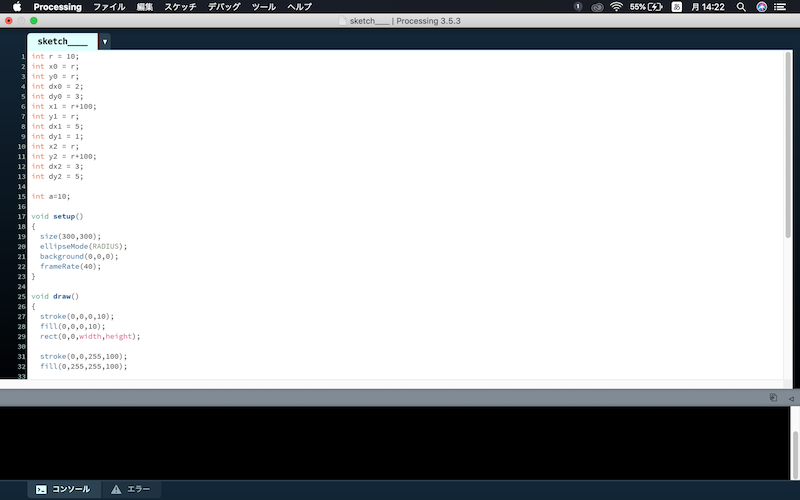 Processing ファイル 編集 スケッチ デバッグ ツール ヘルプ 55% あ 月 14:22
sketch____ | Processing 3.5.3
sketch____
1 int r = 10;
2 int x0 = r;
3 int y0 = r;
4 int dx0 = 2;
5 int dy0 = 3;
6 int x1 = r+100;
7 int y1 = r;
8 int dx1 = 5;
9 int dy1 = 1;
10 int x2 = r;
11 int y2 = r+100;
12 int dx2 = 3;
13 int dy2 = 5;
14
15 int a=10;
16
17 void setup()
18 {
19 size(300,300);
20 ellipseMode(RADIUS);
21 background(0,0,0);
22 frameRate(40);
23 }
24
25 void draw()
26 {
27 stroke(0,0,0,10);
28 fill(0,0,0,10);
29 rect(0,0,width,height);
30
31 stroke(0,0,255,100);
32 fill(0,255,255,100);
33
コンソール エラー